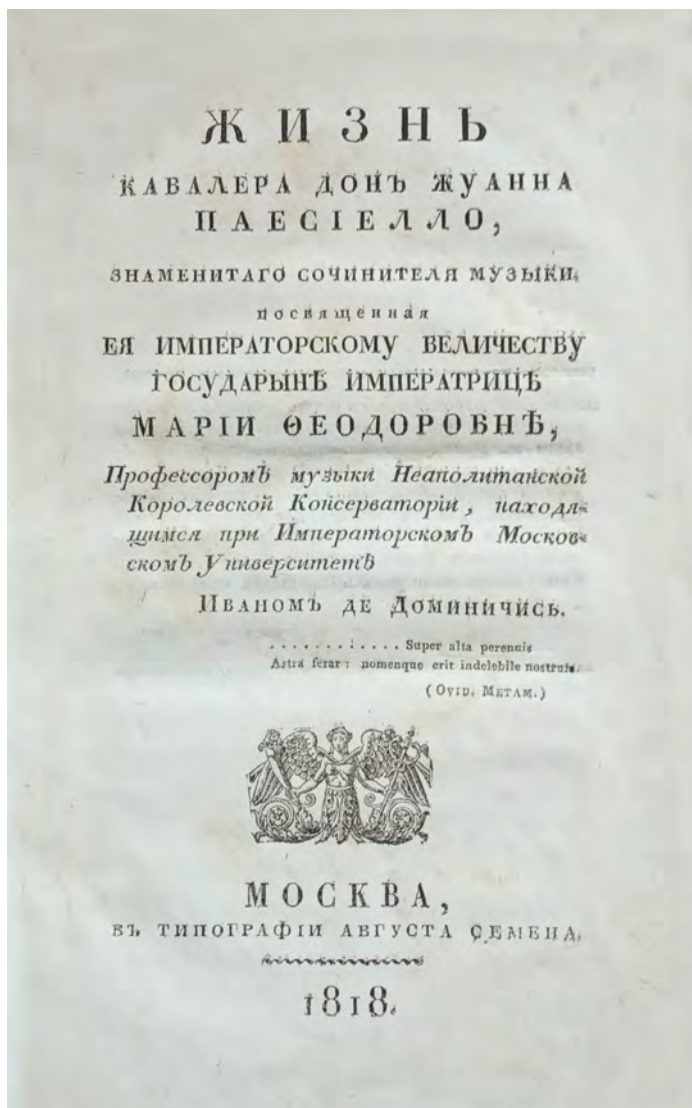 ЖИЗНЬ
КАВАЛЕРА ДОНЪ ЖУАННА
ПАЕСІЕЛЛО,
ЗНАМЕНИТАГО СОЧИНИТЕЛЯ МУЗЫКИ,
посвященная
ЕЯ ИМПЕРАТОРСКОМУ ВЕЛИЧЕСТВУ
ГОСУДАРЫНѢ ИМПЕРАТРИЦѢ
МАРІИ ѲЕОДОРОВНѢ,
Профессоромъ музыки Неаполитанской
Королевской Консерваторіи, находя-
щимся при Императорскомъ Москов-
скомъ Университетѣ
Иваномъ де Доминичисъ.
. . . . . . . . . . . . Super alta perennis
Astra ferar: nomenque erit indelebile nostrum.
(Ovid. Metam.)
МОСКВА,
ВЪ ТИПОГРАФІИ АВГУСТА СЕМЕНА.
1818.